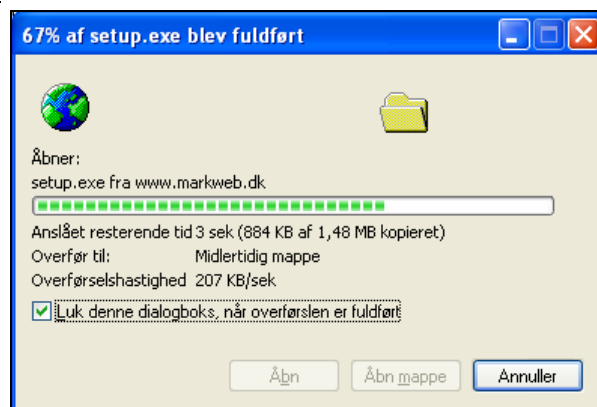 67% af setup.exe blev fuldført
Åbner:
setup.exe fra www.markweb.dk
Anslået resterende tid 3 sek (884 KB af 1,48 MB kopieret)
Overfør til: Midlertidig mappe
Overførselshastighed 207 KB/sek
Luk denne dialogboks, når overførslen er fuldført
Åbn Åbn mappe Annuller